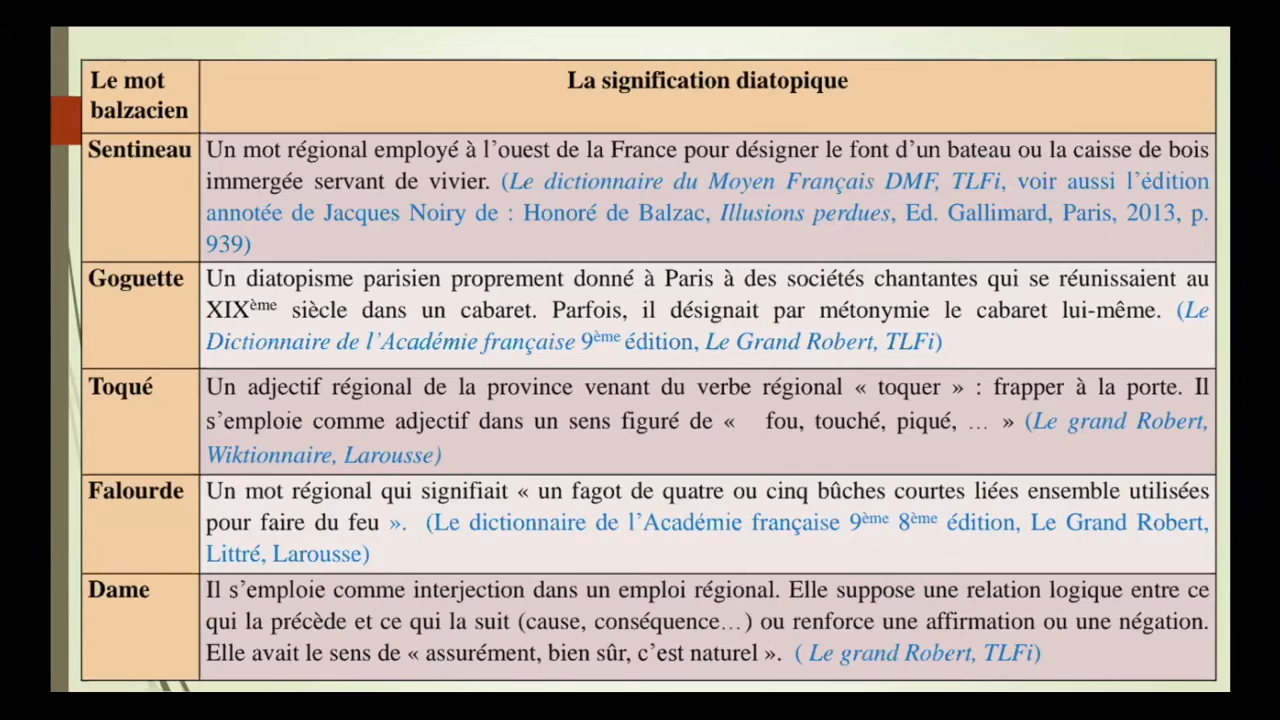 Le mot
balzacien
La signification diatopique
Sentineau
Un mot régional employé à l’ouest de la France pour désigner le font d’un bateau ou la caisse de bois
immergée servant de vivier. (Le dictionnaire du Moyen Français DMF, TLFi, voir aussi l’édition
annotée de Jacques Noiry de : Honoré de Balzac, Illusions perdues, Ed. Gallimard, Paris, 2013, p.
939)
Goguette
Un diatopisme parisien proprement donné à Paris à des sociétés chantantes qui se réunissaient au
XIXème siècle dans un cabaret. Parfois, il désignait par métonymie le cabaret lui-même. (Le
Dictionnaire de l’Académie française 9ème édition, Le Grand Robert, TLFi)
Toqué
Un adjectif régional de la province venant du verbe régional « toquer » : frapper à la porte. Il
s’emploie comme adjectif dans un sens figuré de « fou, touché, piqué, … » (Le grand Robert,
Wiktionnaire, Larousse)
Falourde
Un mot régional qui signifiait « un fagot de quatre ou cinq bûches courtes liées ensemble utilisées
pour faire du feu ». (Le dictionnaire de l’Académie française 9ème 8ème édition, Le Grand Robert,
Littré, Larousse)
Dame
Il s’emploie comme interjection dans un emploi régional. Elle suppose une relation logique entre ce
qui la précède et ce qui la suit (cause, conséquence…) ou renforce une affirmation ou une négation.
Elle avait le sens de « assurément, bien sûr, c’est naturel ». ( Le grand Robert, TLFi)